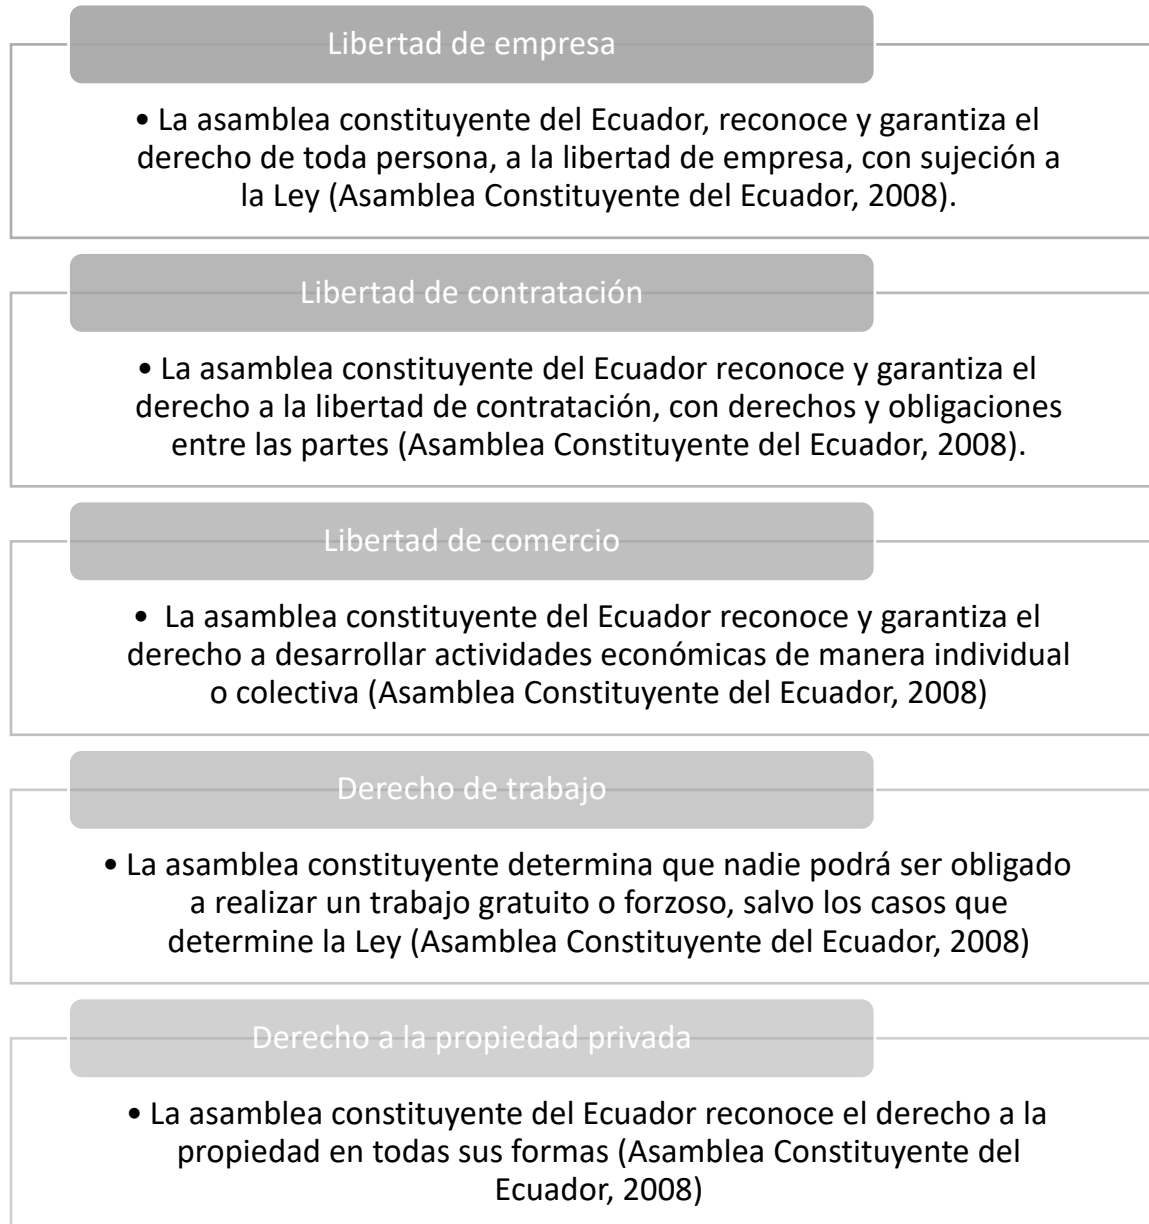 Libertad de empresa
• La asamblea constituyente del Ecuador, reconoce y garantiza el
derecho de toda persona, a la libertad de empresa, con sujeción a
la Ley (Asamblea Constituyente del Ecuador, 2008).
Libertad de contratación
• La asamblea constituyente del Ecuador reconoce y garantiza el
derecho a la libertad de contratación, con derechos y obligaciones
entre las partes (Asamblea Constituyente del Ecuador, 2008).
Libertad de comercio
• La asamblea constituyente del Ecuador reconoce y garantiza el
derecho a desarrollar actividades económicas de manera individual
o colectiva (Asamblea Constituyente del Ecuador, 2008)
Derecho de trabajo
• La asamblea constituyente determina que nadie podrá ser obligado
a realizar un trabajo gratuito o forzoso, salvo los casos que
determine la Ley (Asamblea Constituyente del Ecuador, 2008)
Derecho a la propiedad privada
• La asamblea constituyente del Ecuador reconoce el derecho a la
propiedad en todas sus formas (Asamblea Constituyente del
Ecuador, 2008)